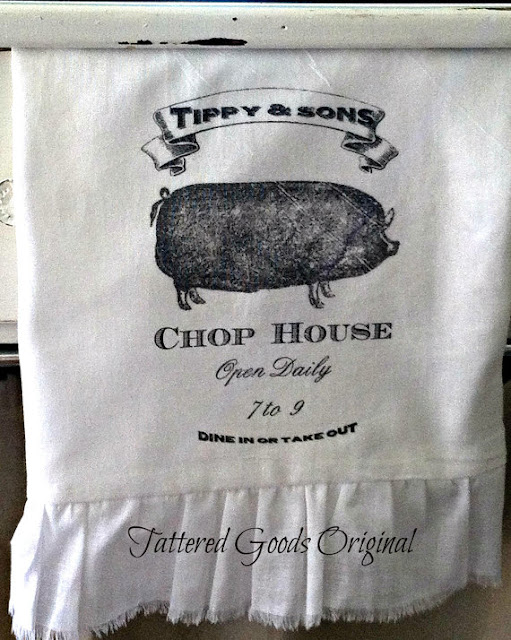 TIPPY & SONS
CHOP HOUSE
Open Daily
7 to 9
DINE IN OR TAKE OUT
Tattered Goods Original